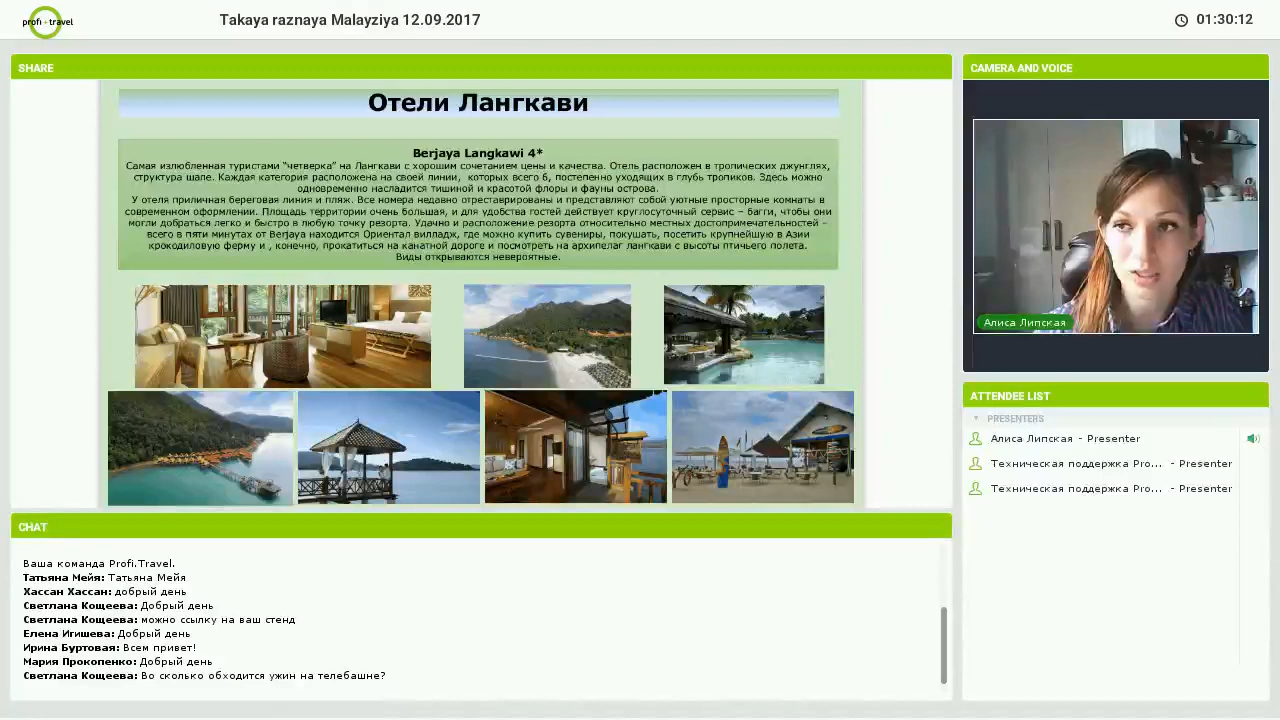 profi travel
Takaya raznaya Malayziya 12.09.2017
01:30:12
SHARE
Отели Лангкави
Berjaya Langkawi 4*
Самая излюбленная туристами “четверка” на Лангкави с хорошим сочетанием цены и качества. Отель расположен в тропических джунглях,
структура шале. Каждая категория расположена на своей линии, которых всего 6, постепенно уходящих в глубь тропиков. Здесь можно
одновременно насладится тишиной и красотой флоры и фауны острова.
У отеля приличная береговая линия и пляж. Все номера недавно отреставрированы и представляют собой уютные просторные комнаты в
современном оформлении. Площадь территории очень большая, и для удобства гостей действует круглосуточный сервис – багги, чтобы они
могли добраться легко и быстро в любую точку резорта. Удачно и расположение резорта относительно местных достопримечательностей –
всего в пяти минутах от Berjaya находится Ориентал вилладж, где можно купить сувениры, покушать, посетить крупнейшую в Азии
крокодиловую ферму и , конечно, прокатиться на канатной дороге и посмотреть на архипелаг лангкави с высоты птичьего полета.
Виды открываются невероятные.
CAMERA AND VOICE
Алиса Липская
ATTENDEE LIST
PRESENTERS
Алиса Липская - Presenter
Техническая поддержка Pro... - Presenter
Техническая поддержка Pro... - Presenter
CHAT
Ваша команда Profi.Travel.
Татьяна Мейя: Татьяна Мейя
Хассан Хассан: добрый день
Светлана Кощеева: Добрый день
Светлана Кощеева: можно ссылку на ваш стенд
Елена Игишева: Добрый день
Ирина Буртовая: Всем привет!
Мария Прокопенко: Добрый день
Светлана Кощеева: Во сколько обходится ужин на телебашне?